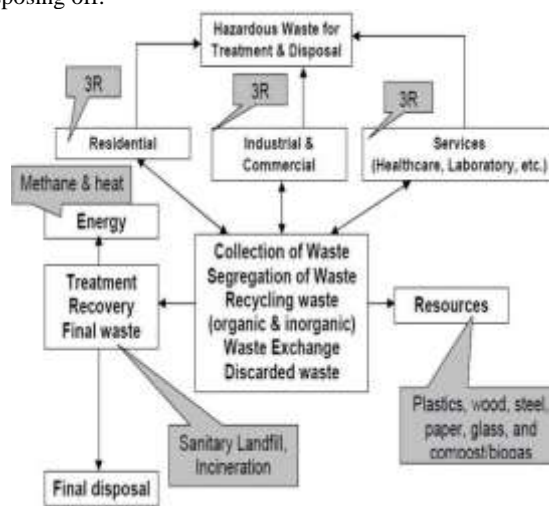 posing off.
Hazardous Waste for
Treatment & Disposal
3R
3R
3R
Residential
Industrial &
Commercial
Services
(Healthcare, Laboratory, etc.)
Methane & heat
Energy
Collection of Waste
Segregation of Waste
Recycling waste
(organic & inorganic)
Waste Exchange
Discarded waste
Treatment
Recovery
Final waste
Resources
Plastics, wood, steel,
paper, glass, and
compost/biogas
Sanitary Landfill,
Incineration
Final disposal